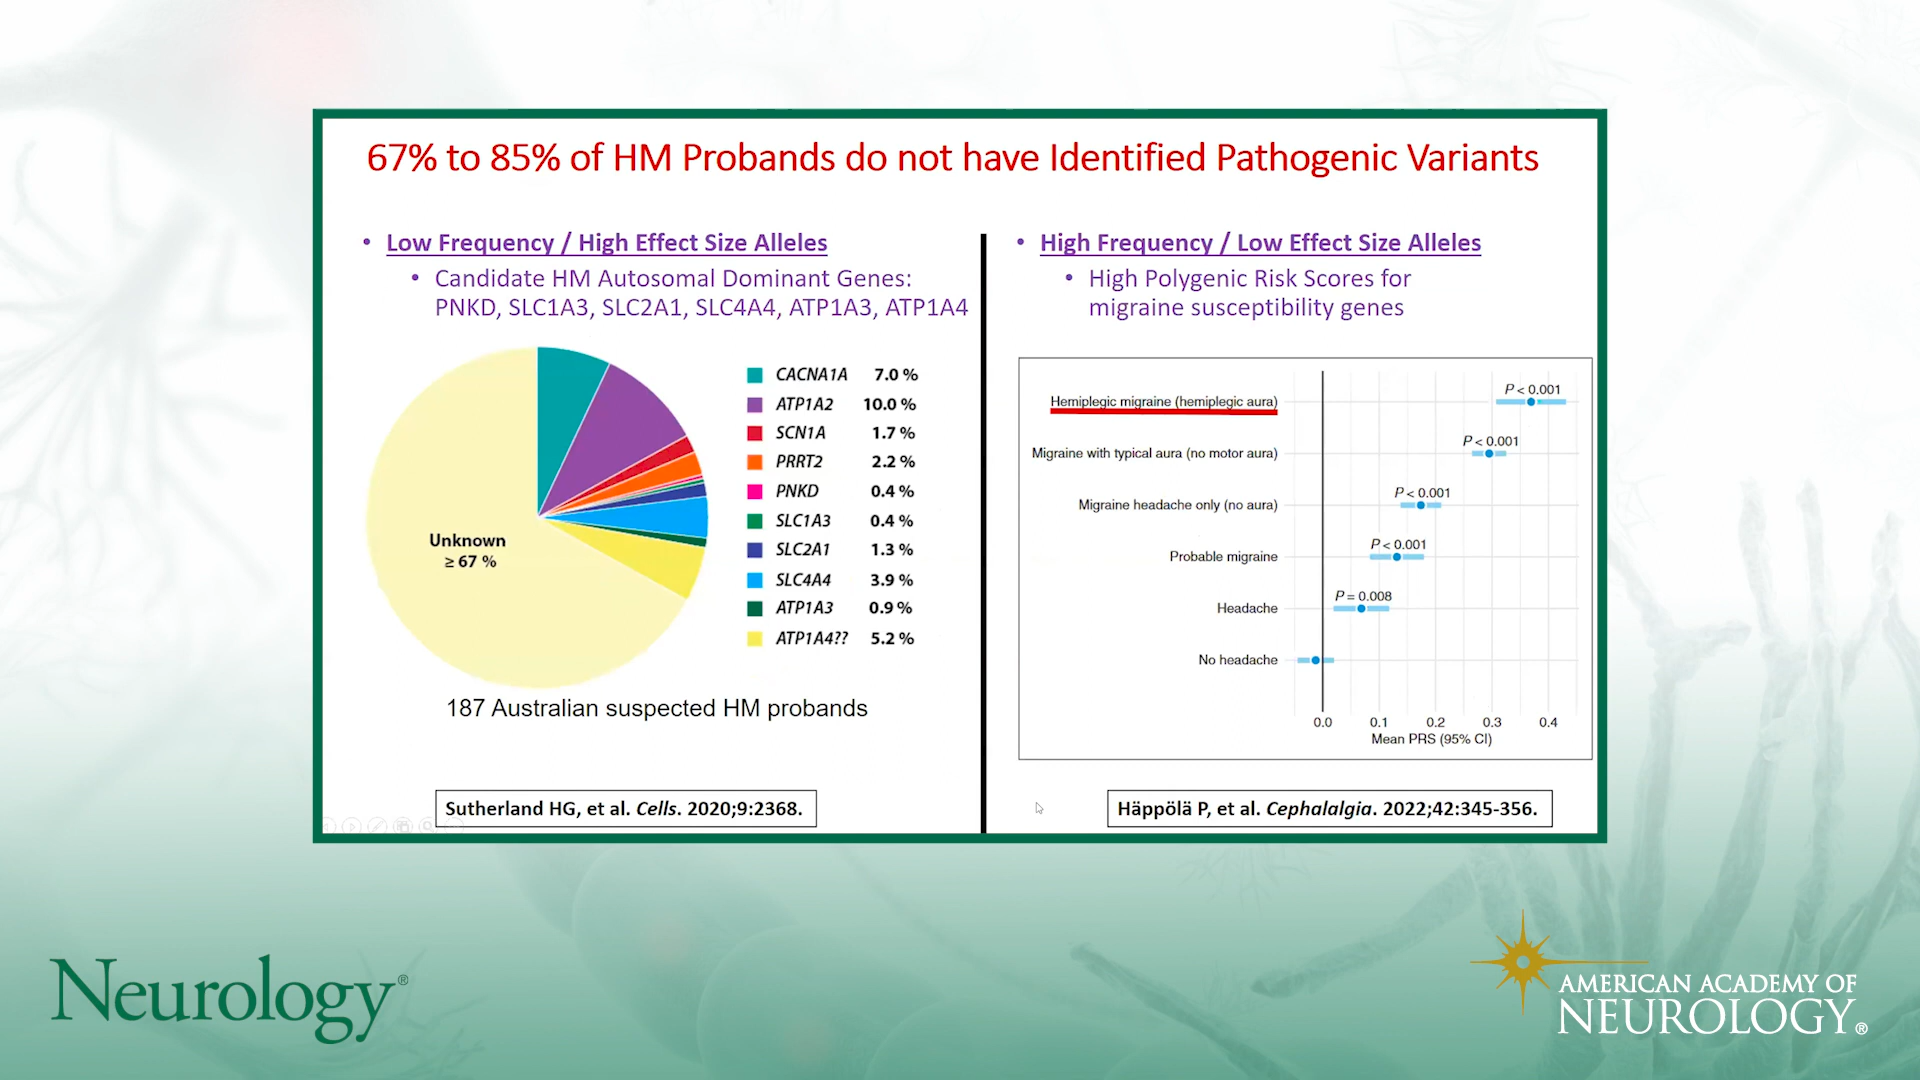 67% to 85% of HM Probands do not have Identified Pathogenic Variants
• Low Frequency / High Effect Size Alleles
• Candidate HM Autosomal Dominant Genes:
PNKD, SLC1A3, SLC2A1, SLC4A4, ATP1A3, ATP1A4
Unknown
≥ 67 %
CACNA1A 7.0 %
ATP1A2 10.0 %
SCN1A 1.7 %
PRRT2 2.2 %
PNKD 0.4 %
SLC1A3 0.4 %
SLC2A1 1.3 %
SLC4A4 3.9 %
ATP1A3 0.9 %
ATP1A4?? 5.2 %
187 Australian suspected HM probands
Sutherland HG, et al. Cells. 2020;9:2368.
• High Frequency / Low Effect Size Alleles
• High Polygenic Risk Scores for
migraine susceptibility genes
P < 0.001
Hemiplegic migraine (hemiplegic aura)
P < 0.001
Migraine with typical aura (no motor aura)
P < 0.001
Migraine headache only (no aura)
P < 0.001
Probable migraine
P = 0.008
Headache
No headache
0.0 0.1 0.2 0.3 0.4
Mean PRS (95% CI)
Häppölä P, et al. Cephalalgia. 2022;42:345-356.
Neurology®
AMERICAN ACADEMY OF
NEUROLOGY®